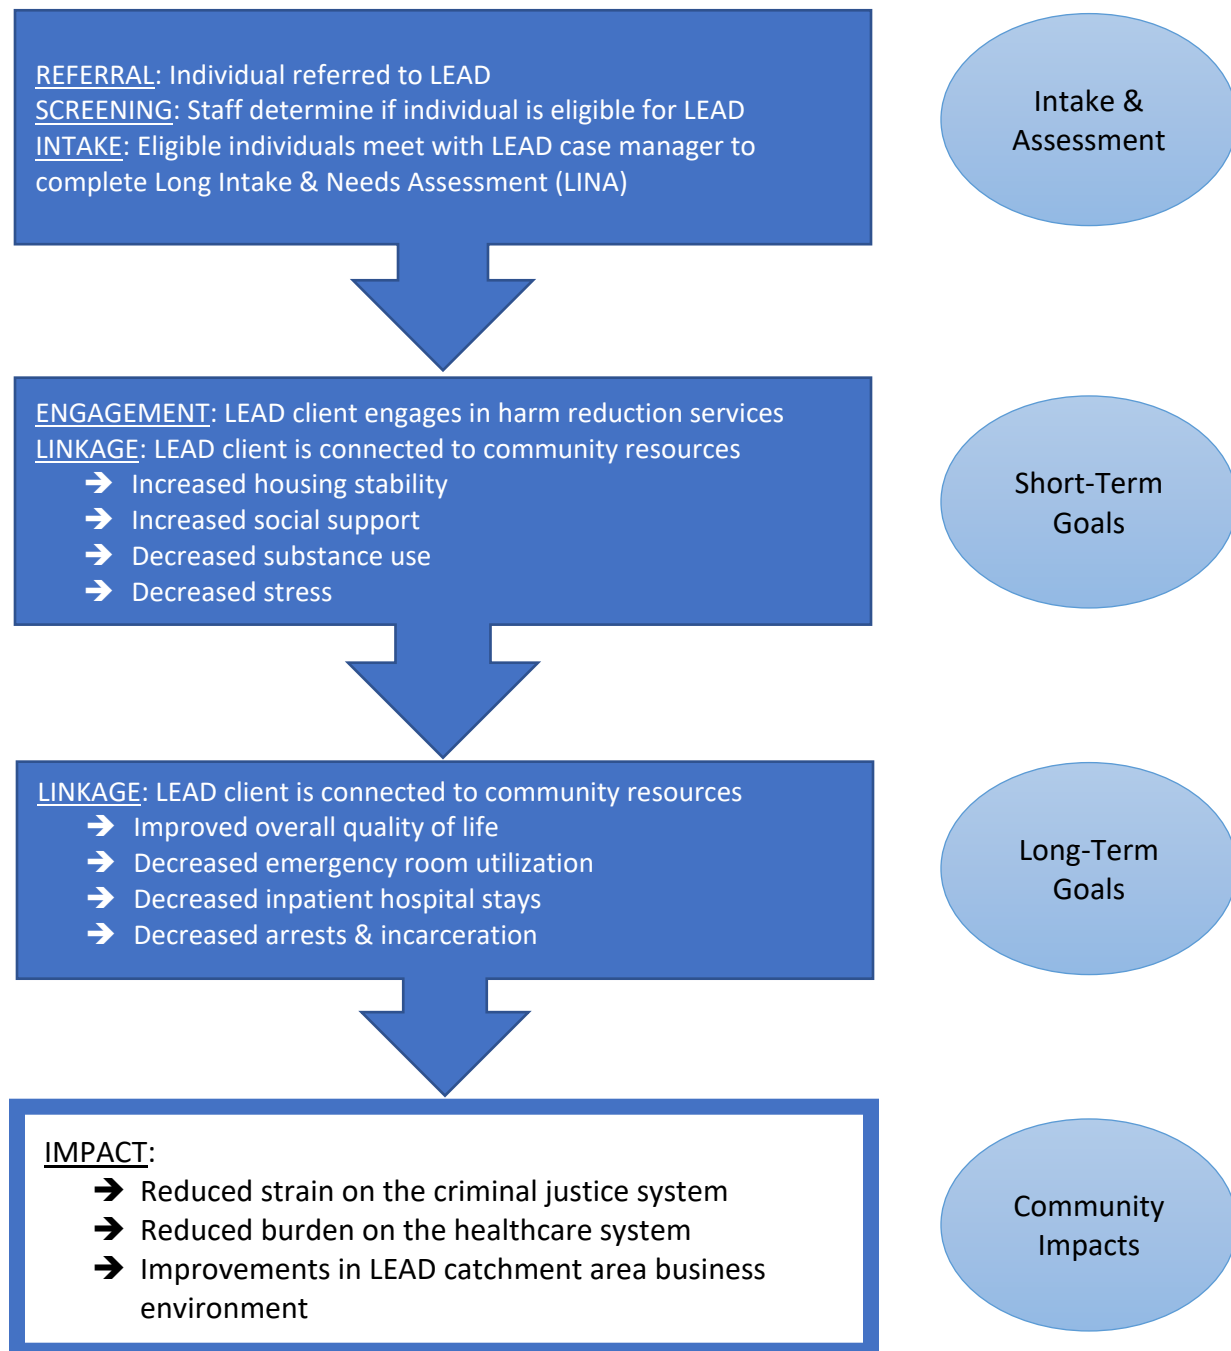 REFERRAL: Individual referred to LEAD
SCREENING: Staff determine if individual is eligible for LEAD
INTAKE: Eligible individuals meet with LEAD case manager to
complete Long Intake & Needs Assessment (LINA)
Intake &
Assessment
ENGAGEMENT: LEAD client engages in harm reduction services
LINKAGE: LEAD client is connected to community resources
➔ Increased housing stability
➔ Increased social support
➔ Decreased substance use
➔ Decreased stress
Short-Term
Goals
LINKAGE: LEAD client is connected to community resources
➔ Improved overall quality of life
➔ Decreased emergency room utilization
➔ Decreased inpatient hospital stays
➔ Decreased arrests & incarceration
Long-Term
Goals
IMPACT:
➔ Reduced strain on the criminal justice system
➔ Reduced burden on the healthcare system
➔ Improvements in LEAD catchment area business
environment
Community
Impacts